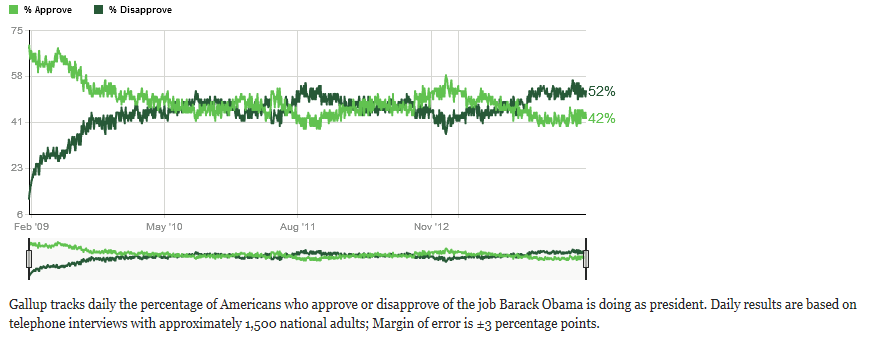 % Approve % Disapprove
75
58
52%
41
42%
23
6
Feb '09 May '10 Aug '11 Nov '12
Gallup tracks daily the percentage of Americans who approve or disapprove of the job Barack Obama is doing as president. Daily results are based on
telephone interviews with approximately 1,500 national adults; Margin of error is ±3 percentage points.